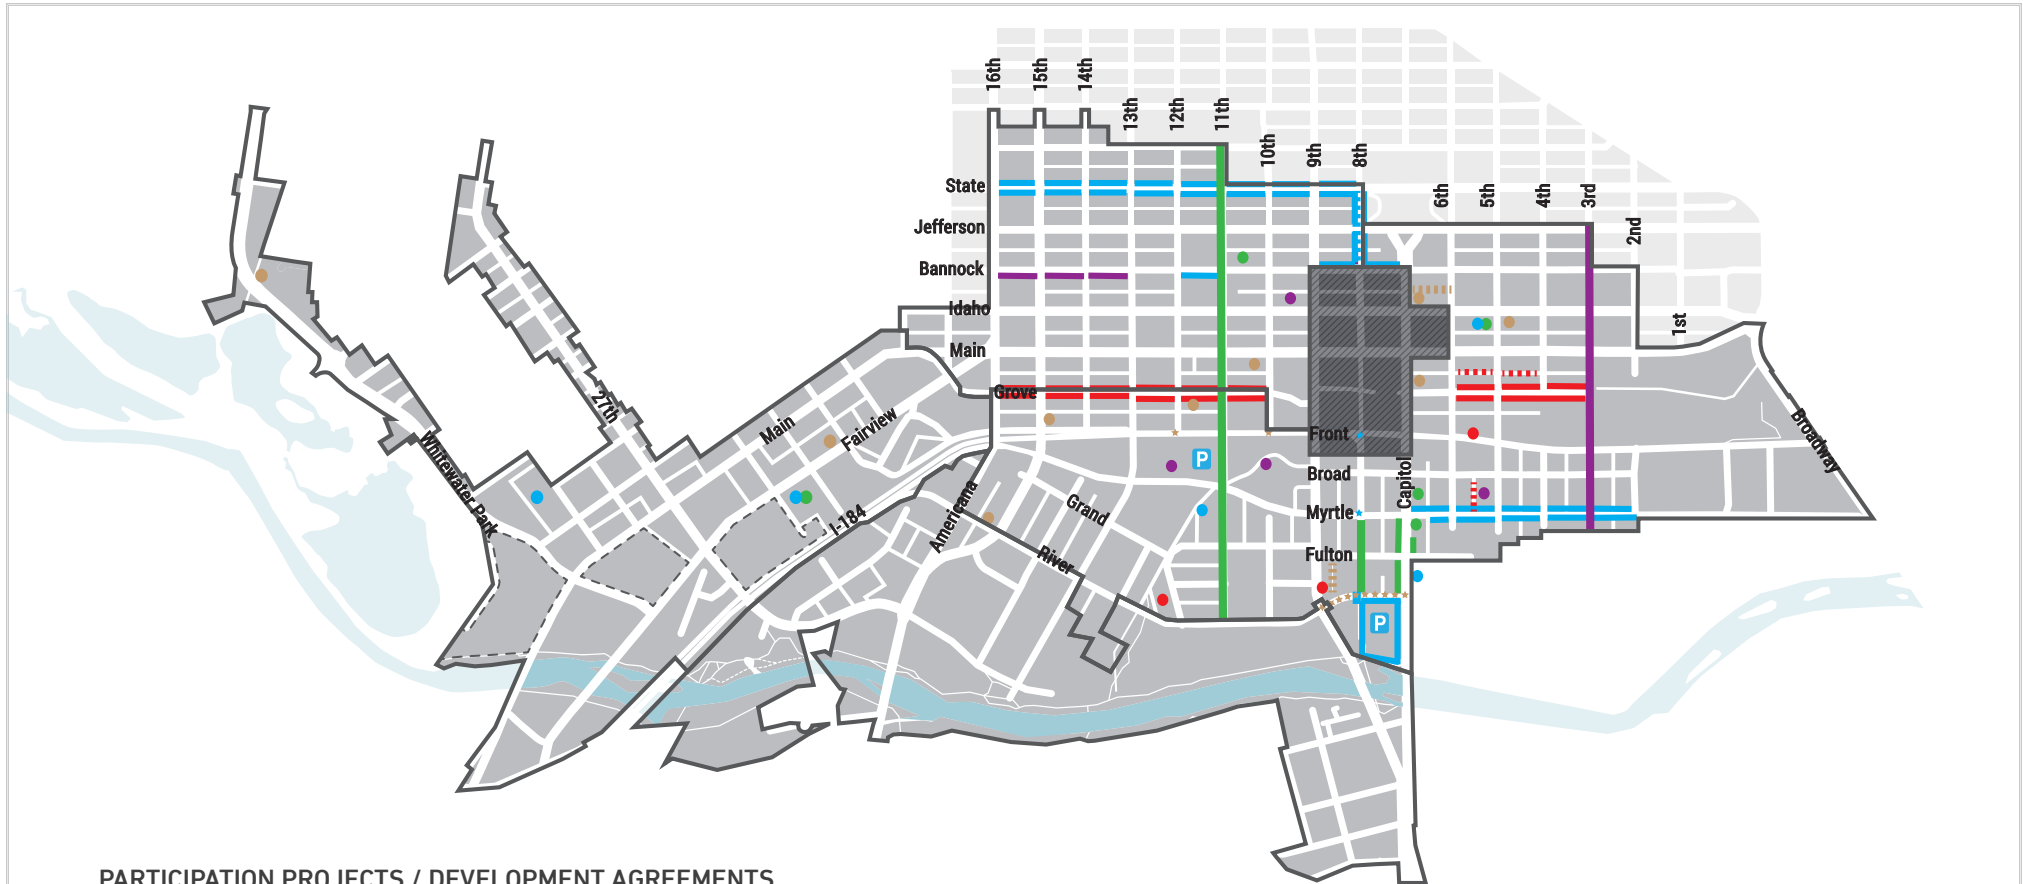 16th
15th
14th
13th
12th
11th
10th
9th
8th
6th
5th
4th
3rd
2nd
1st
State
Jefferson
Bannock
Idaho
Main
Grove
27th
Main
Fairview
Front
Broad
Capitol
Broadway
Whitewater Park
P
I-184
Americana
Grand
Myrtle
River
Fulton
P
PARTICIPATION PROJECTS / DEVELOPMENT AGREEMENTS